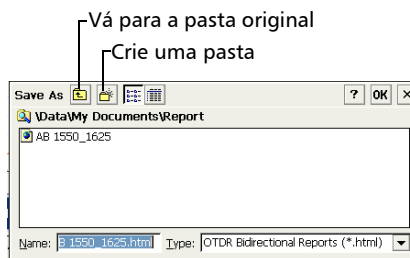 Vá para a pasta original
Crie uma pasta
Save As ? OK ×
\Data\My Documents\Report
AB 1550_1625
Name: B 1550_1625.html Type: OTDR Bidirectional Reports (*.html)